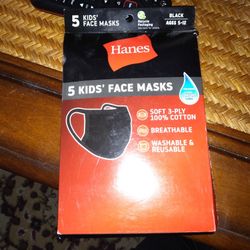 5 KIDS' FACE MASKS
BLACK
AGES 5-12
Hanes
5 KIDS' FACE MASKS
SOFT 3-PLY
100% COTTON
BREATHABLE
WASHABLE &
REUSABLE